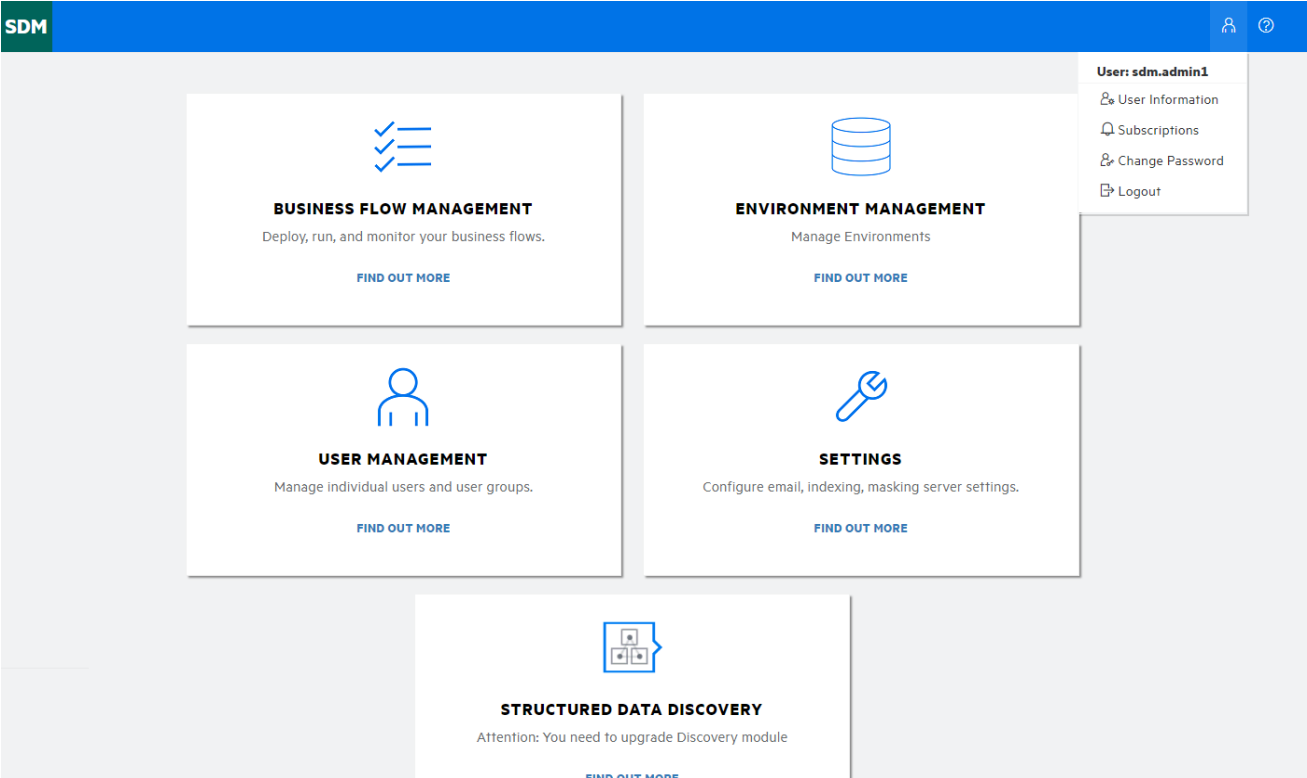 SDM
User: sdm.admin1
User Information
Subscriptions
Change Password
Logout
BUSINESS FLOW MANAGEMENT
Deploy, run, and monitor your business flows.
FIND OUT MORE
ENVIRONMENT MANAGEMENT
Manage Environments
FIND OUT MORE
USER MANAGEMENT
Manage individual users and user groups.
FIND OUT MORE
SETTINGS
Configure email, indexing, masking server settings.
FIND OUT MORE
STRUCTURED DATA DISCOVERY
Attention: You need to upgrade Discovery module
FIND OUT MORE